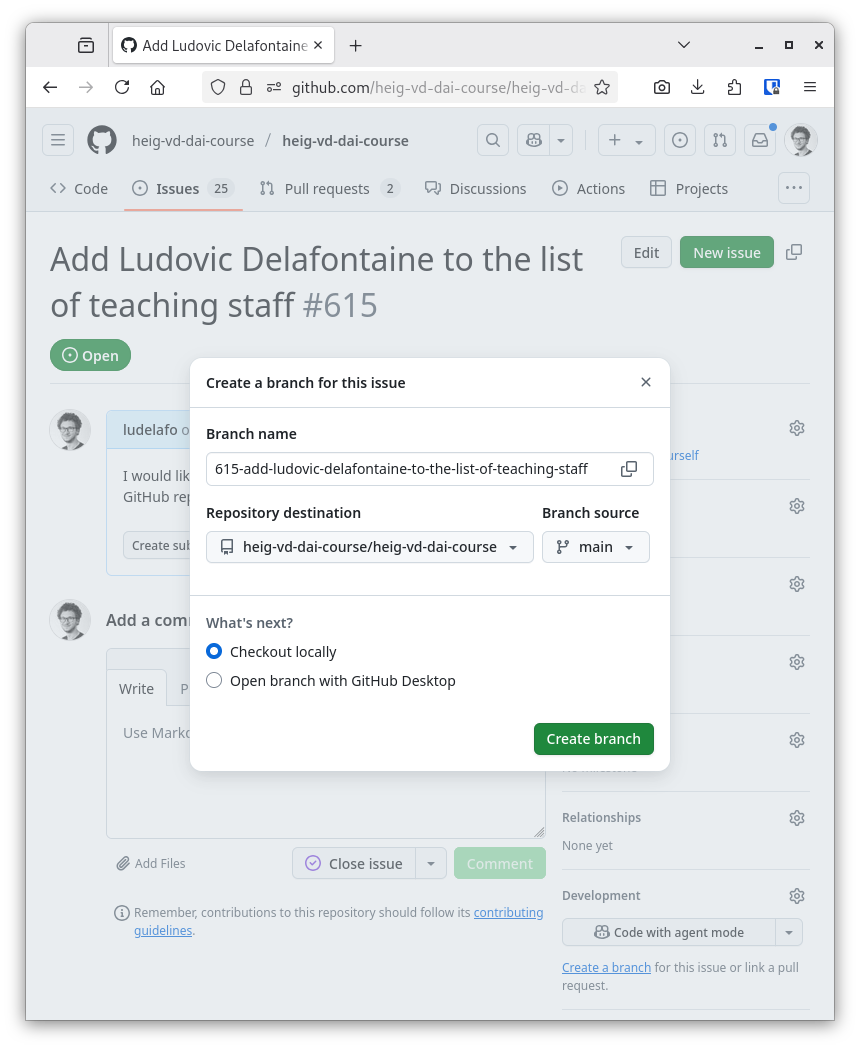 Add Ludovic Delafontaine
github.com/heig-vd-dai-course/heig-vd-da
heig-vd-dai-course / heig-vd-dai-course
Code Issues 25 Pull requests 2 Discussions Actions Projects
Add Ludovic Delafontaine to the list of teaching staff #615
Edit New issue
Open
Create a branch for this issue
ludelafo
Branch name
615-add-ludovic-delafontaine-to-the-list-of-teaching-staff
I would lik
GitHub rep
Repository destination Branch source
heig-vd-dai-course/heig-vd-dai-course main
Create sub
What's next?
Add a com
Checkout locally
Open branch with GitHub Desktop
Write P
Use Markd
Create branch
Relationships
None yet
Add Files Close issue Comment
Development
Remember, contributions to this repository should follow its contributing
guidelines.
Code with agent mode
Create a branch for this issue or link a pull
request.